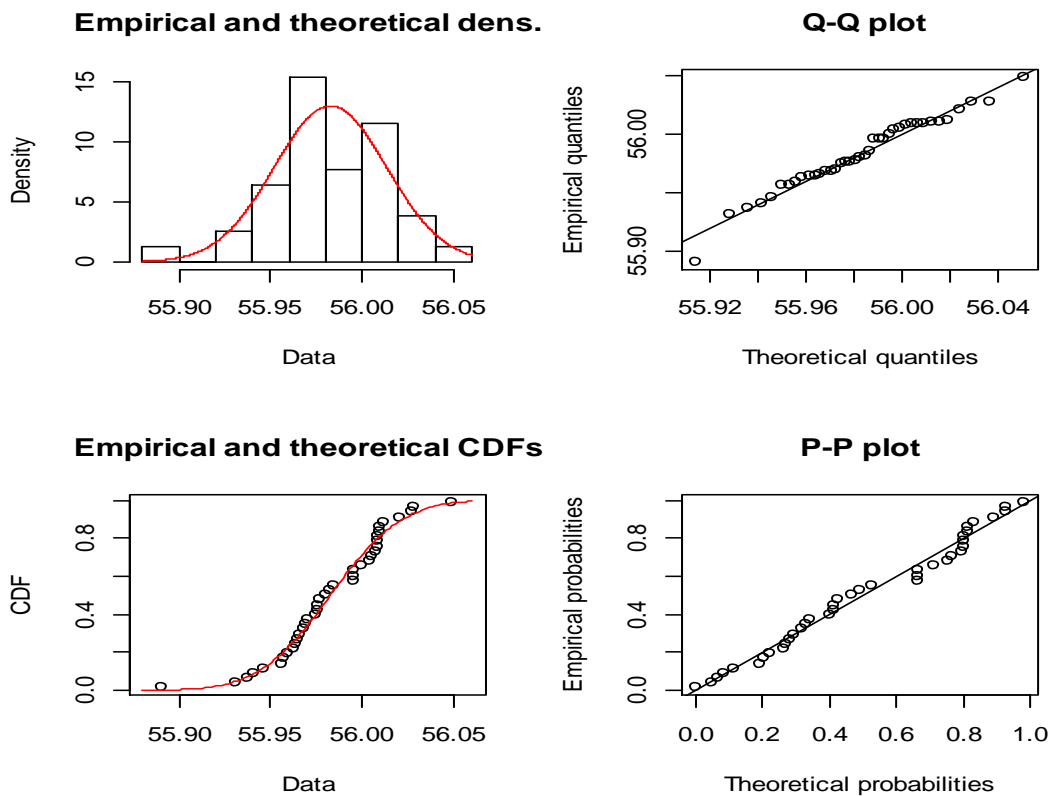 Empirical and theoretical dens.
Density
0
5
10
15
55.90
55.95
56.00
56.05
Data
Q-Q plot
Empirical quantiles
55.90
56.00
55.92
55.96
56.00
56.04
Theoretical quantiles
Empirical and theoretical CDFs
CDF
0.0
0.4
0.8
55.90
55.95
56.00
56.05
Data
P-P plot
Empirical probabilities
0.0
0.4
0.8
0.0
0.2
0.4
0.6
0.8
1.0
Theoretical probabilities